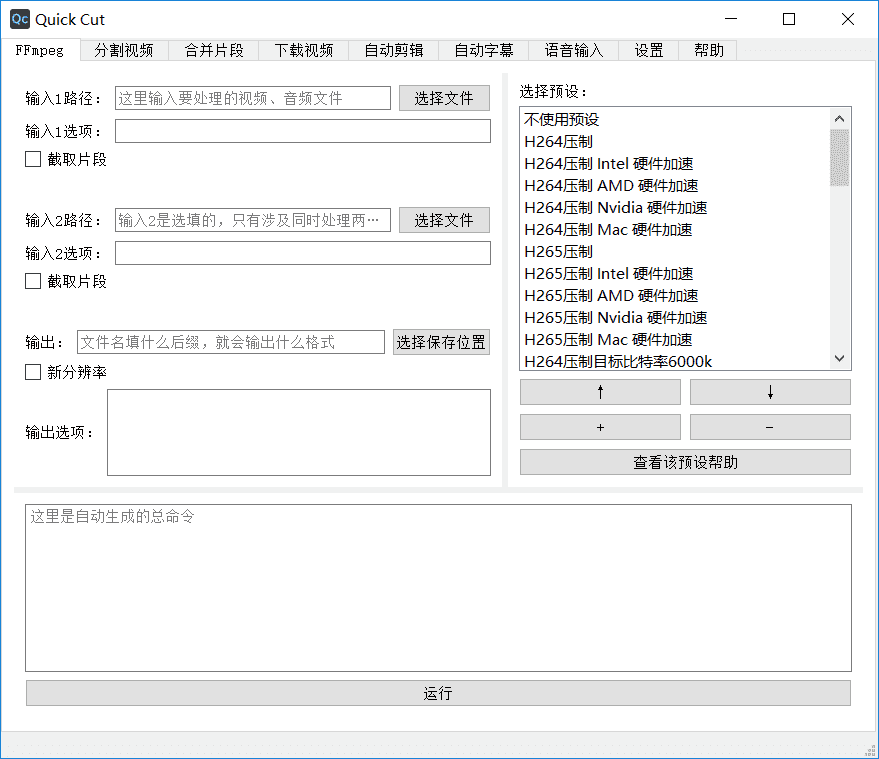 Qc Quick Cut
FFmpeg 分割视频 合并片段 下载视频 自动剪辑 自动字幕 语音输入 设置 帮助
输入1路径： 这里输入要处理的视频、音频文件 选择文件
输入1选项：
截取片段
输入2路径： 输入2是选填的，只有涉及同时处理两… 选择文件
输入2选项：
截取片段
输出： 文件名填什么后缀，就会输出什么格式 选择保存位置
新分辨率
输出选项：
选择预设：
不使用预设
H264压制
H264压制 Intel 硬件加速
H264压制 AMD 硬件加速
H264压制 Nvidia 硬件加速
H264压制 Mac 硬件加速
H265压制
H265压制 Intel 硬件加速
H265压制 AMD 硬件加速
H265压制 Nvidia 硬件加速
H265压制 Mac 硬件加速
H264压制目标比特率6000k
↑ ↓
+ -
查看该预设帮助
这里是自动生成的总命令
运行